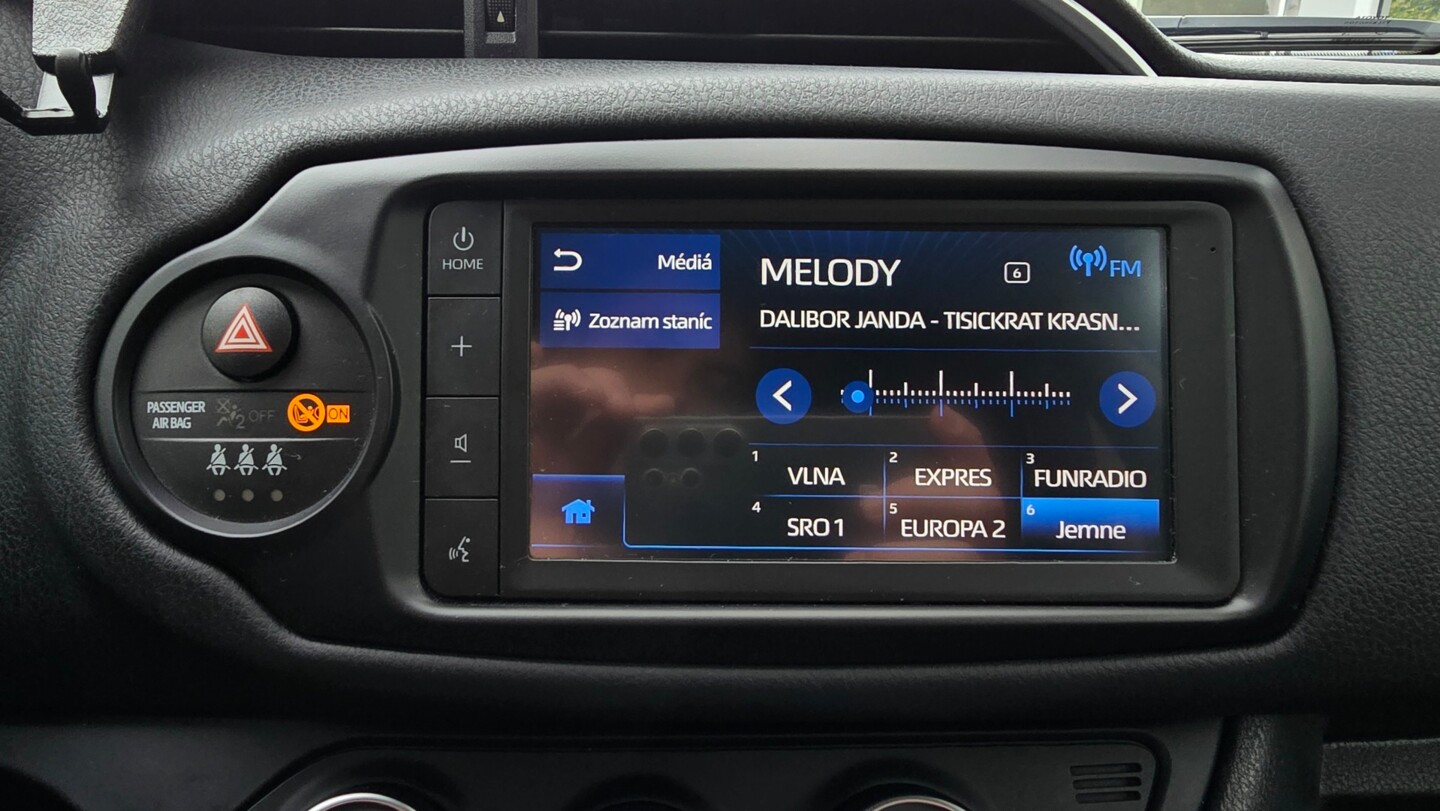 HOME
PASSENGER
AIR BAG
2 OFF
ON
Médiá
Zoznam staníc
MELODY
6
FM
DALIBOR JANDA - TISICKRAT KRASN...
1 VLNA
2 EXPRES
3 FUNRADIO
4 SRO 1
5 EUROPA 2
6 Jemne